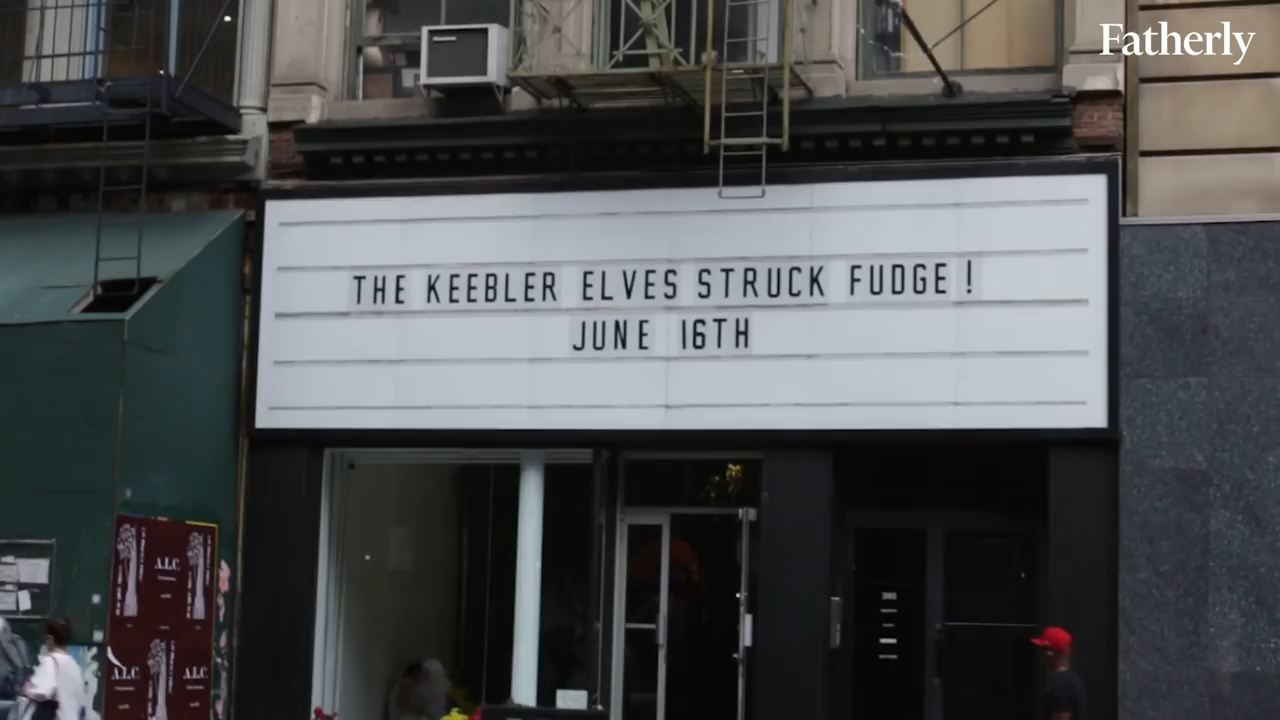 Fatherly
THE KEEBLER ELVES STRUCK FUDGE!
JUNE 16TH
A.L.C.
A.L.C.
A.L.C.